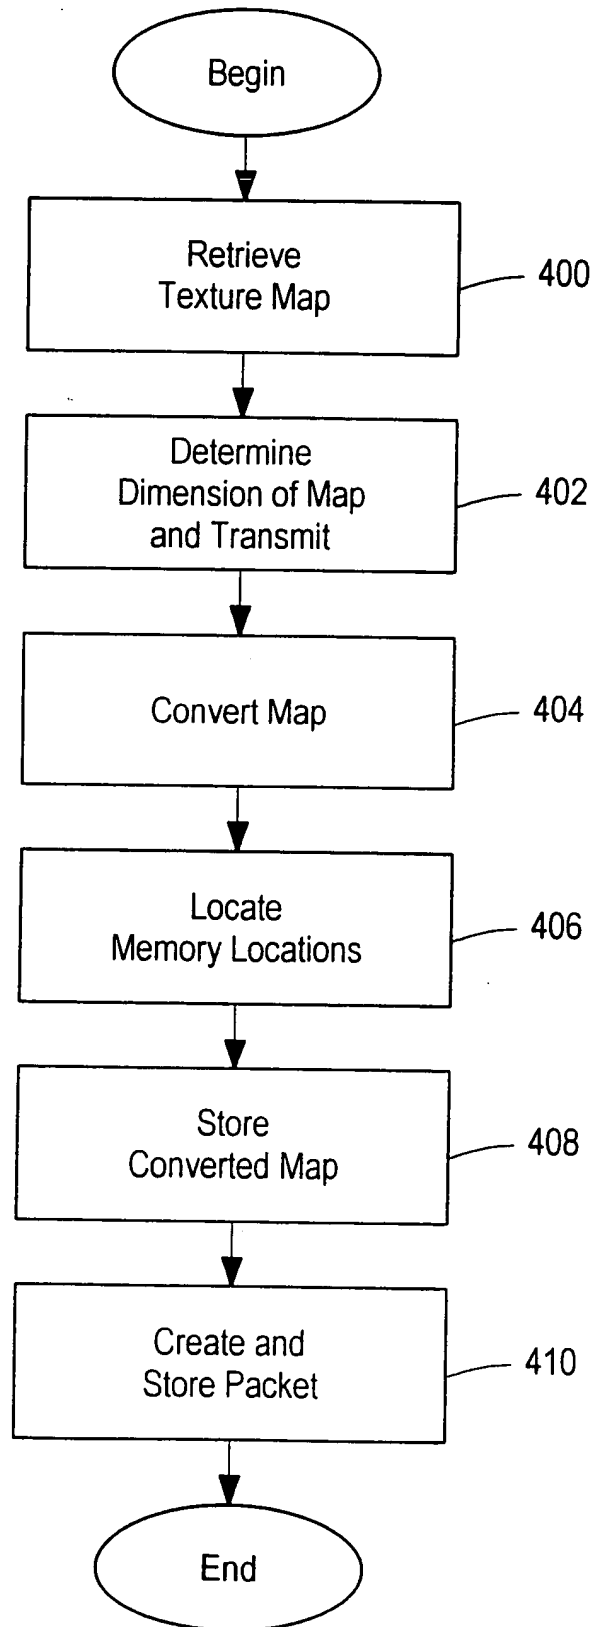 Begin
Retrieve
Texture Map
400
Determine
Dimension of Map
and Transmit
402
Convert Map
404
Locate
Memory Locations
406
Store
Converted Map
408
Create and
Store Packet
410
End